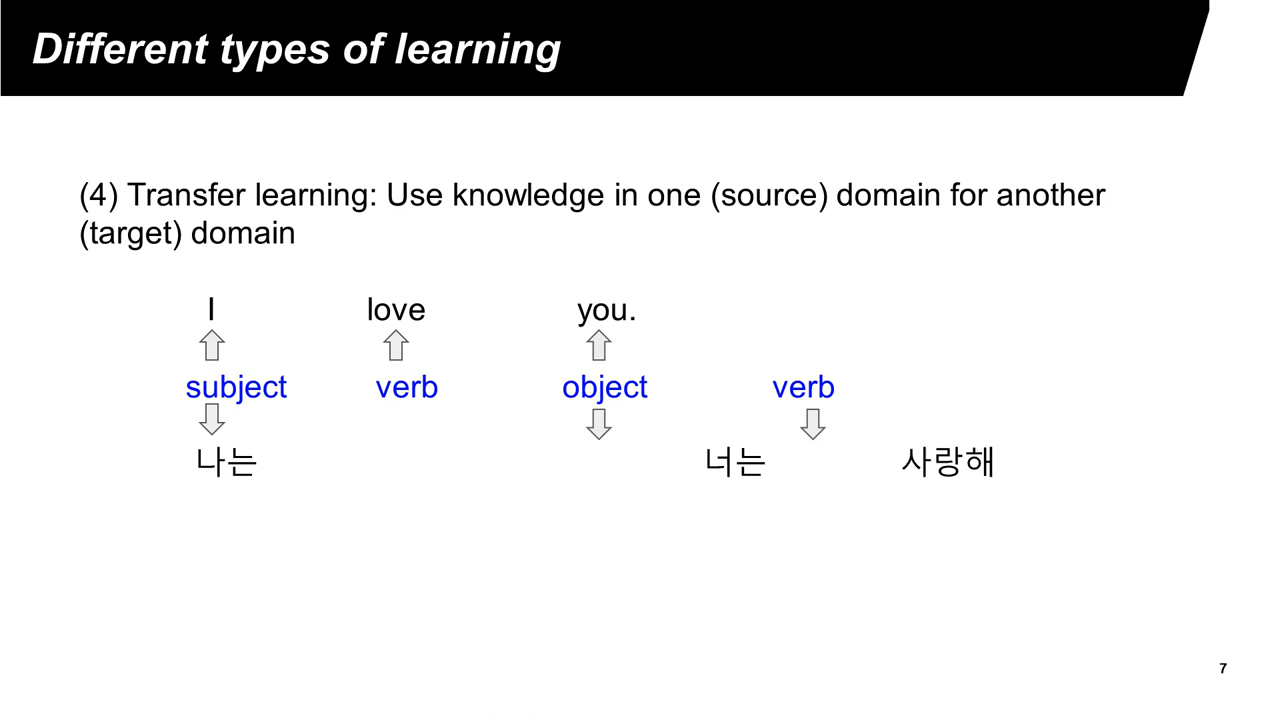 Different types of learning
(4) Transfer learning: Use knowledge in one (source) domain for another
(target) domain
I love you.
subject verb object verb
나는 너는 사랑해
7